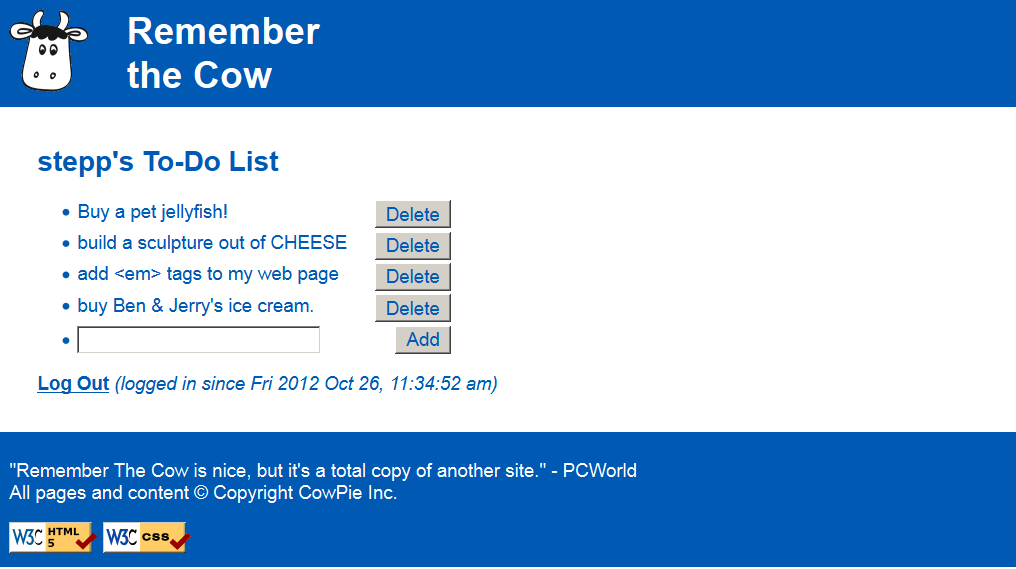 Remember
the Cow
stepp's To-Do List
Buy a pet jellyfish! Delete
build a sculpture out of CHEESE Delete
add <em> tags to my web page Delete
buy Ben & Jerry's ice cream. Delete
Add
Log Out (logged in since Fri 2012 Oct 26, 11:34:52 am)
"Remember The Cow is nice, but it's a total copy of another site." - PCWorld
All pages and content © Copyright CowPie Inc.
W3C HTML 5 W3C CSS